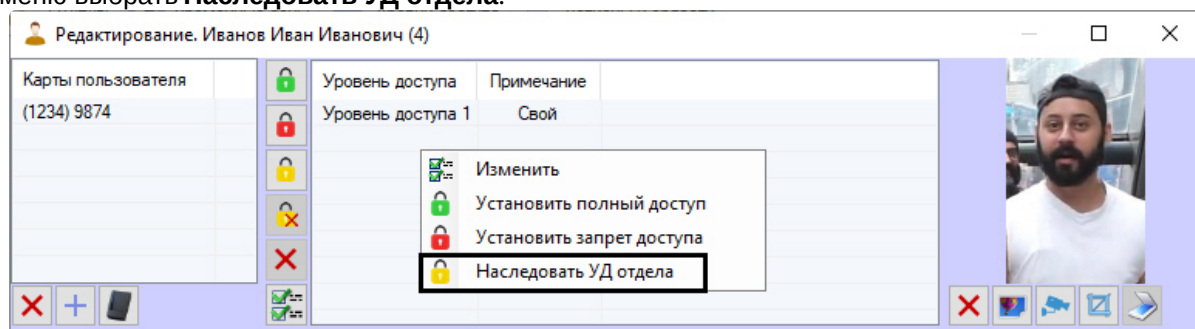 меню выбрать Наследовать УД отдела.
Редактирование. Иванов Иван Иванович (4)
Карты пользователя
(1234) 9874
Уровень доступа Примечание
Уровень доступа 1 Свой
Изменить
Установить полный доступ
Установить запрет доступа
Наследовать УД отдела